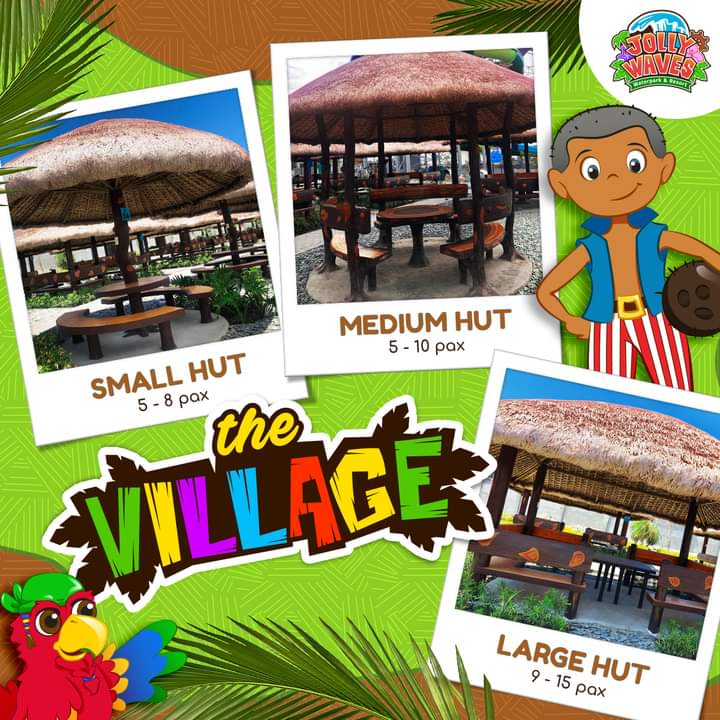 JOLLY
WAVES
Waterpark & Resort
MEDIUM HUT
5 - 10 pax
SMALL HUT
5 - 8 pax
the
VILLAGE
LARGE HUT
9 - 15 pax